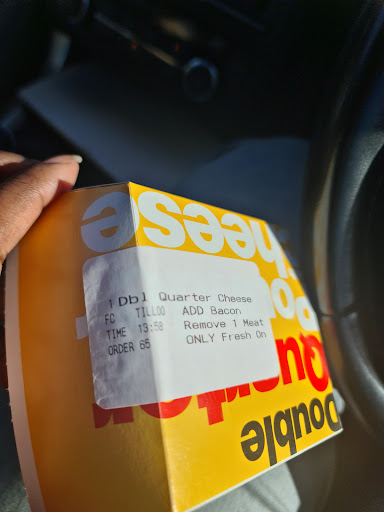 1 Dbl Quarter Cheese
FC TILL00 ADD Bacon
TIME 13:58 Remove 1 Meat
ORDER 65 ONLY Fresh On
Double
Cheese